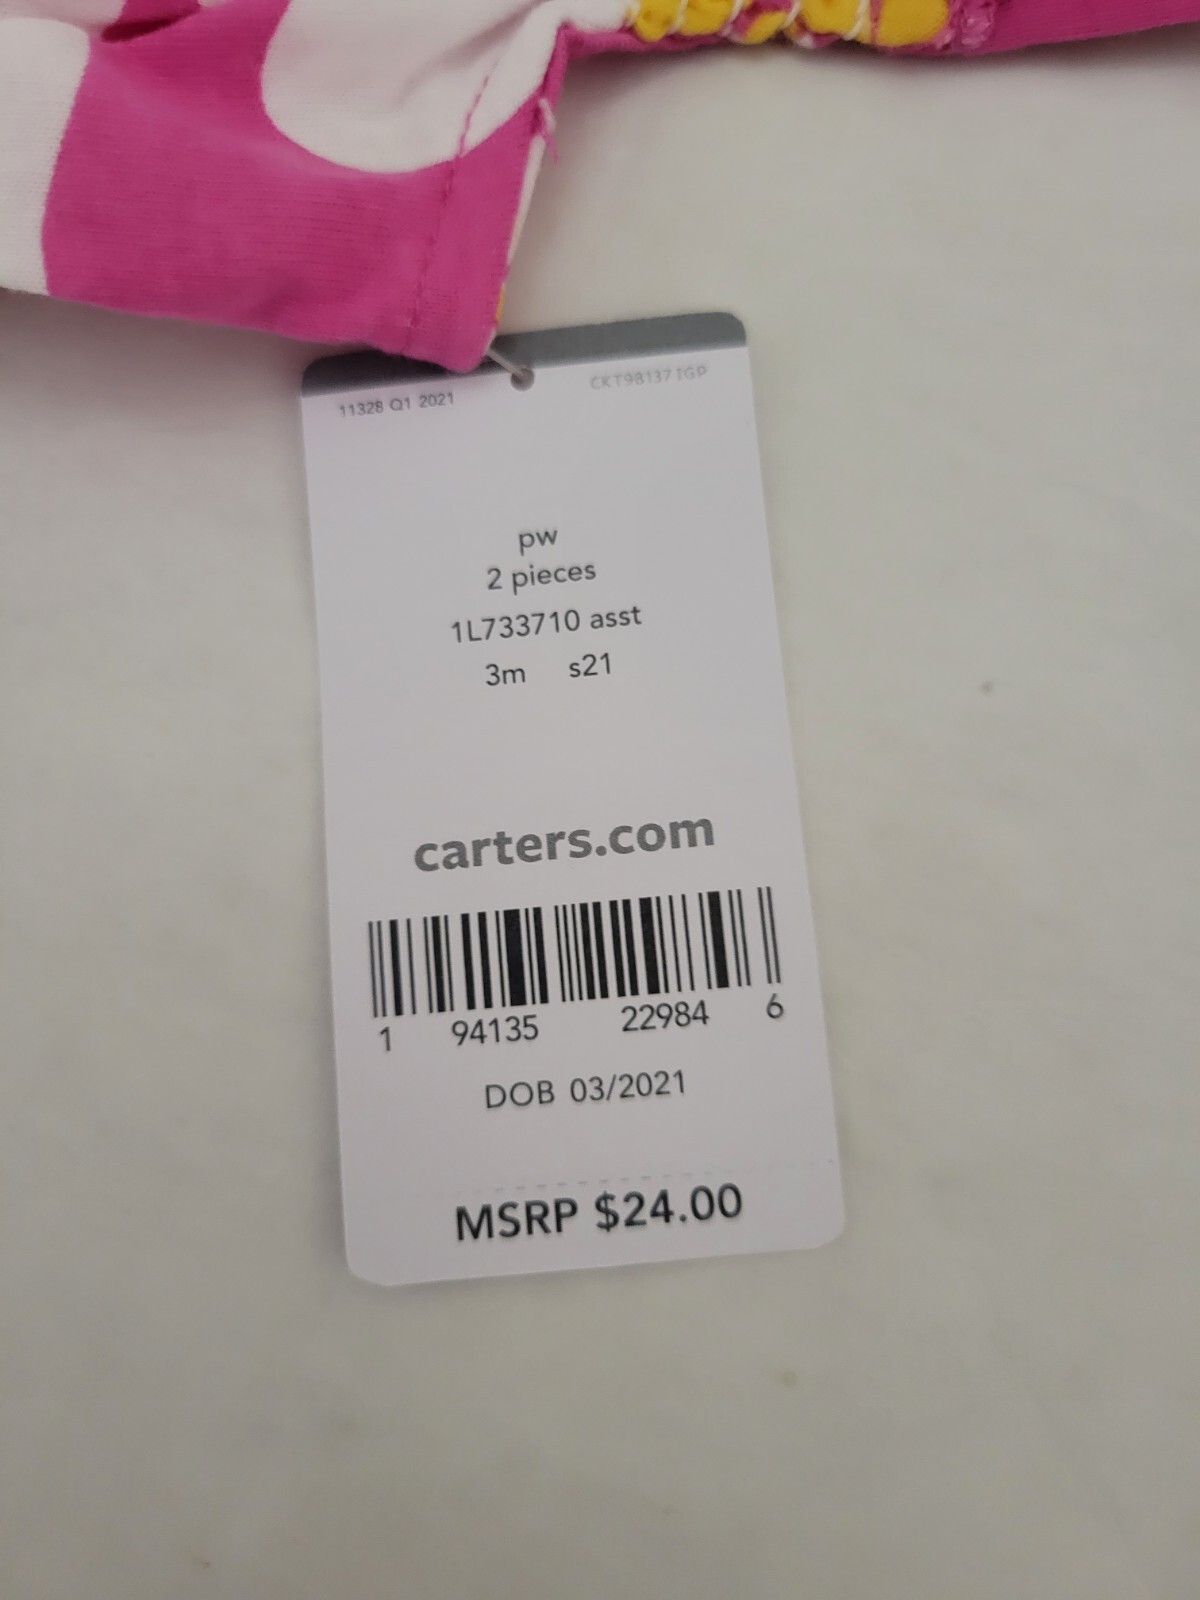 11328 Q1 2021
CKT98137 EGP
pw
2 pieces
1L733710 asst
3m s21
carters.com
1 94135 22984 6
DOB 03/2021
MSRP $24.00